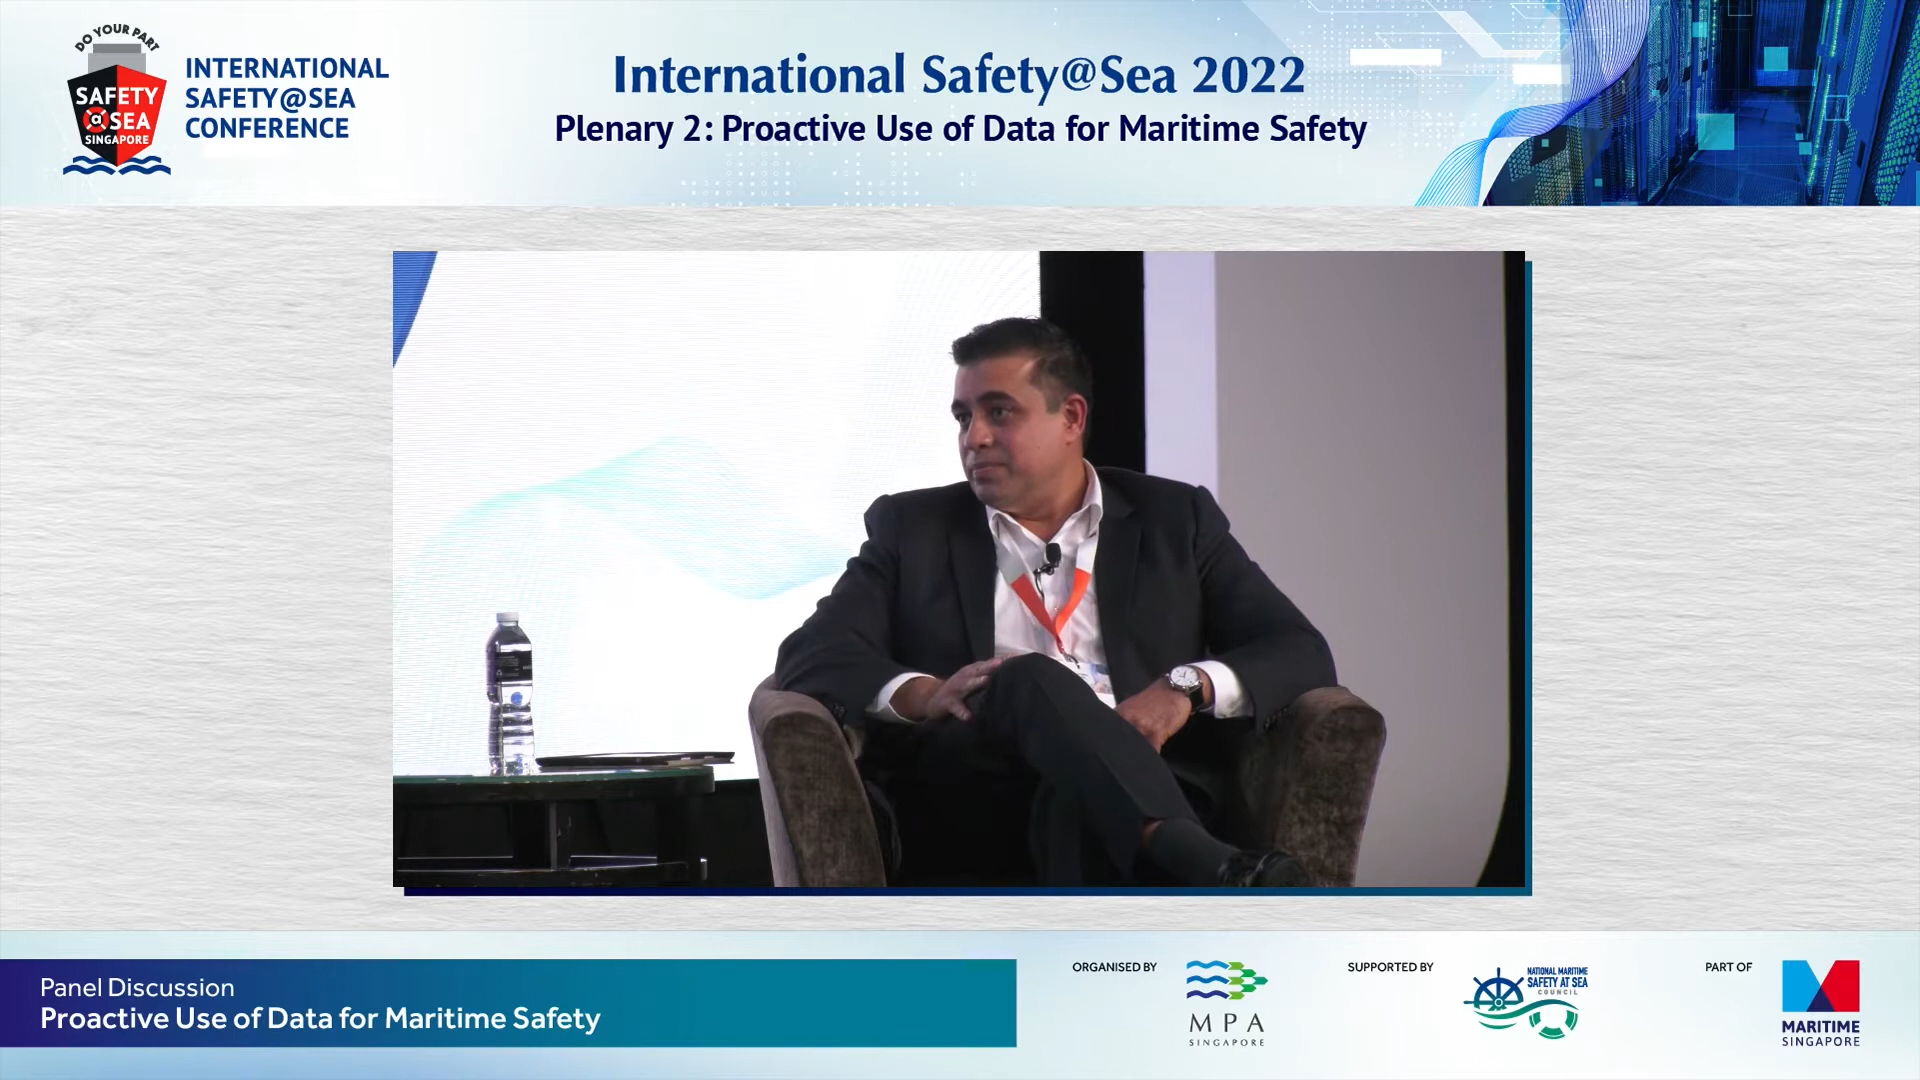 DO YOUR PART
SAFETY
@SEA
SINGAPORE
INTERNATIONAL
SAFETY@SEA
CONFERENCE
International Safety@Sea 2022
Plenary 2: Proactive Use of Data for Maritime Safety
Panel Discussion
Proactive Use of Data for Maritime Safety
ORGANISED BY
MPA
SINGAPORE
SUPPORTED BY
NATIONAL MARITIME
SAFETY AT SEA
COUNCIL
PART OF
MARITIME
SINGAPORE